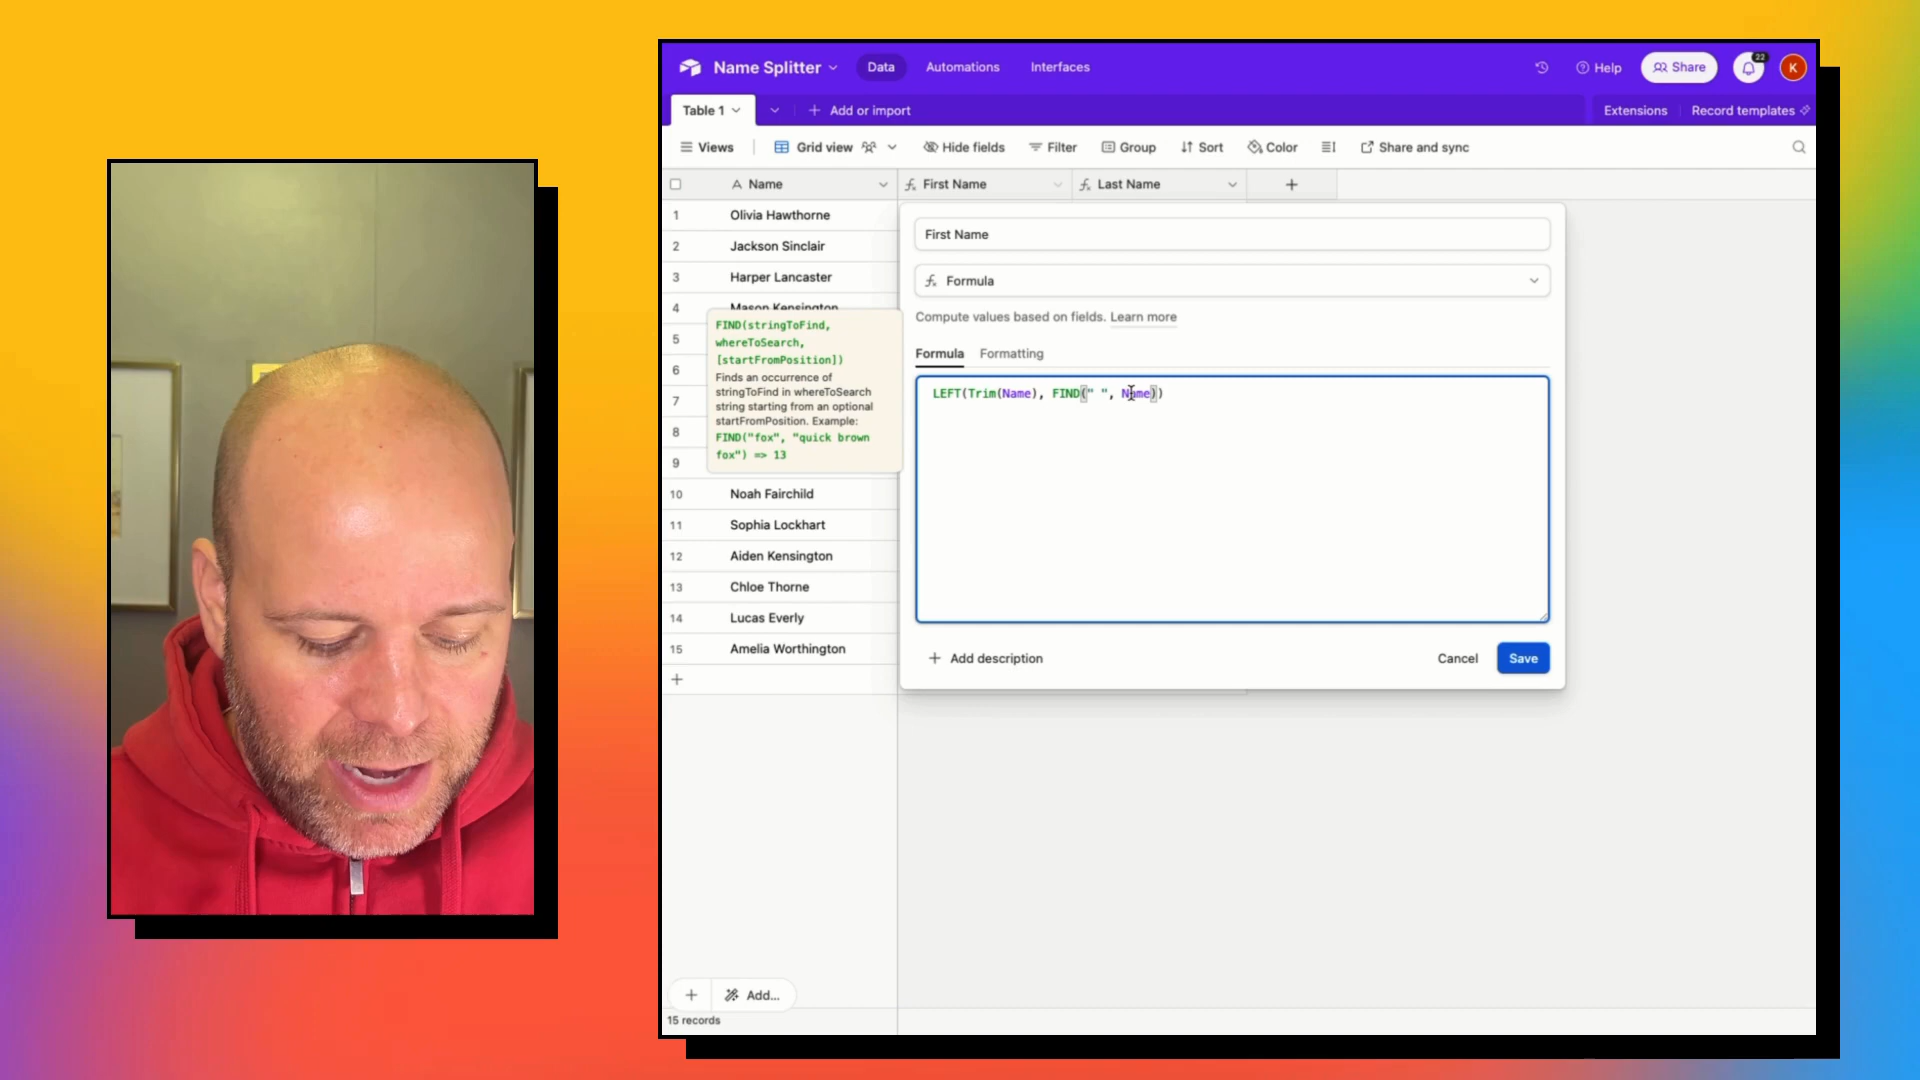 Name Splitter
Data
Automations
Interfaces
Help
Share
22
K
Table 1
Add or import
Extensions
Record templates
Views
Grid view
Hide fields
Filter
Group
Sort
Color
Share and sync
Name
First Name
Last Name
1 Olivia Hawthorne
2 Jackson Sinclair
3 Harper Lancaster
4 Mason Kensington
5
6
7
8
9
10 Noah Fairchild
11 Sophia Lockhart
12 Aiden Kensington
13 Chloe Thorne
14 Lucas Everly
15 Amelia Worthington
FIND(stringToFind,
whereToSearch,
[startFromPosition])
Finds an occurrence of
stringToFind in whereToSearch
string starting from an optional
startFromPosition. Example:
FIND("fox", "quick brown
fox") => 13
First Name
Formula
Compute values based on fields. Learn more
Formula
Formatting
LEFT(Trim(Name), FIND(" ", Name))
Add description
Cancel
Save
Add...
15 records